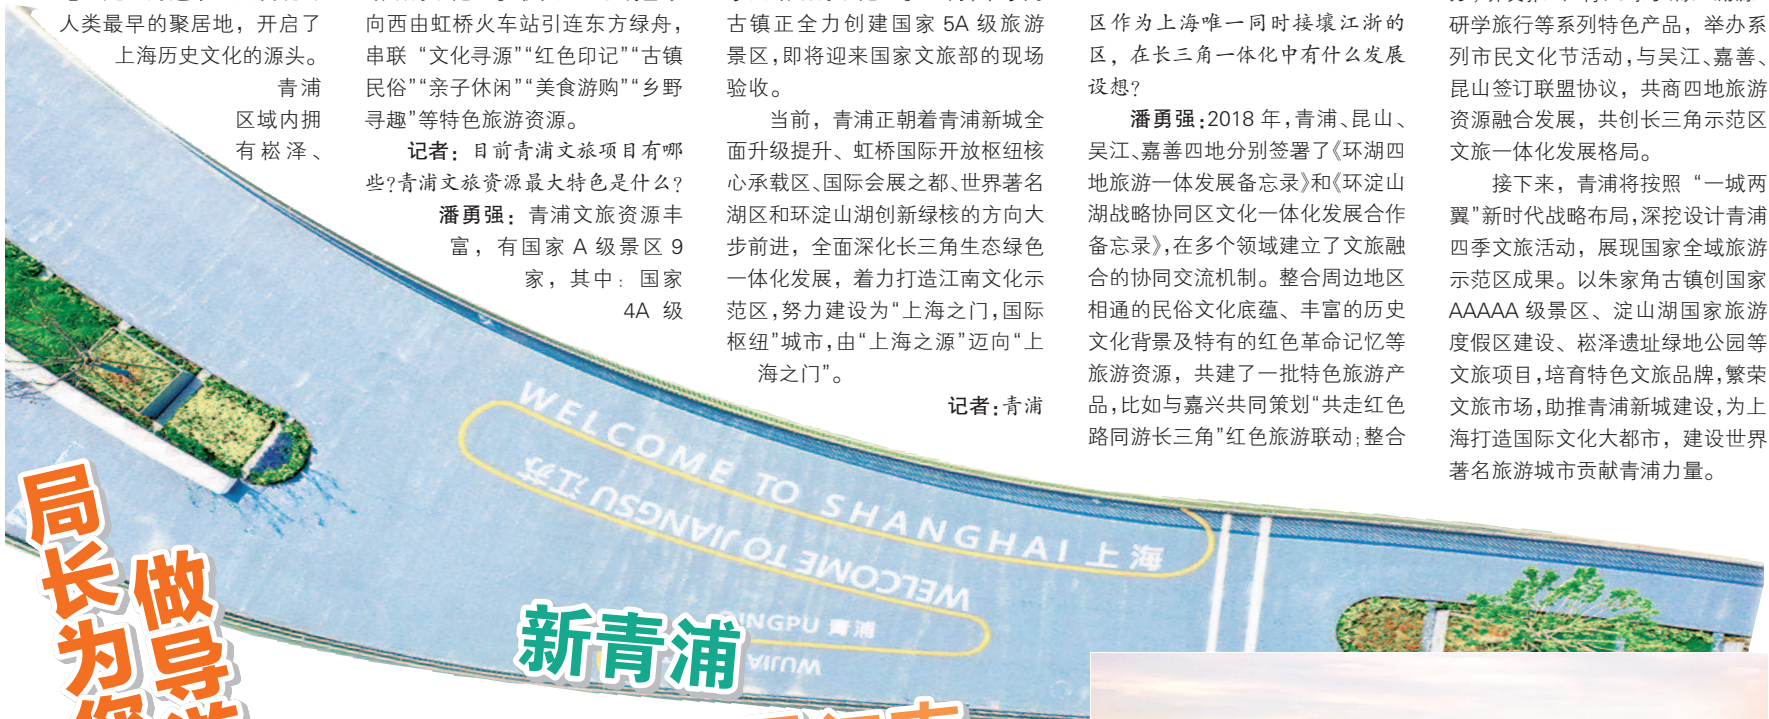 人类最早的聚居地，开启了
上海历史文化的源头。
青浦
区域内拥
有崧泽、
向西由虹桥火车站引连东方绿舟，
串联 “文化寻源”“红色印记”“古镇
民俗”“亲子休闲”“美食游购”“乡野
寻趣”等特色旅游资源。
记者：目前青浦文旅项目有哪
些?青浦文旅资源最大特色是什么?
潘勇强：青浦文旅资源丰
富，有国家 A 级景区 9
家，其中：国家
4A 级
古镇正全力创建国家 5A 级旅游
景区,即将迎来国家文旅部的现场
验收。
当前，青浦正朝着青浦新城全
面升级提升、虹桥国际开放枢纽核
心承载区、国际会展之都、世界著名
湖区和环淀山湖创新绿核的方向大
步前进，全面深化长三角生态绿色
一体化发展，着力打造江南文化示
范区,努力建设为“上海之门,国际
枢纽”城市,由“上海之源”迈向“上
海之门”。
记者:青浦
区作为上海唯一同时接壤江浙的
区，在长三角一体化中有什么发展
设想?
潘勇强:2018 年,青浦、昆山、
吴江、嘉善四地分别签署了《环湖四
地旅游一体发展备忘录》和《环淀山
湖战略协同区文化一体化发展合作
备忘录》,在多个领域建立了文旅融
合的协同交流机制。整合周边地区
相通的民俗文化底蕴、丰富的历史
文化背景及特有的红色革命记忆等
旅游资源，共建了一批特色旅游产
品,比如与嘉兴共同策划“共走红色
路同游长三角”红色旅游联动;整合
研学旅行等系列特色产品，举办系
列市民文化节活动,与吴江、嘉善、
昆山签订联盟协议，共商四地旅游
资源融合发展，共创长三角示范区
文旅一体化发展格局。
接下来，青浦将按照 “一城两
翼”新时代战略布局,深挖设计青浦
四季文旅活动，展现国家全域旅游
示范区成果。以朱家角古镇创国家
AAAAA 级景区、淀山湖国家旅游
度假区建设、崧泽遗址绿地公园等
文旅项目,培育特色文旅品牌,繁荣
文旅市场,助推青浦新城建设,为上
海打造国际文化大都市，建设世界
著名旅游城市贡献青浦力量。
WELCOME TO SHANGHAI 上海
WELCOME TO JIANGSU 江苏
INGPU 青浦
WUJIA
局长为您
做导游
新青浦